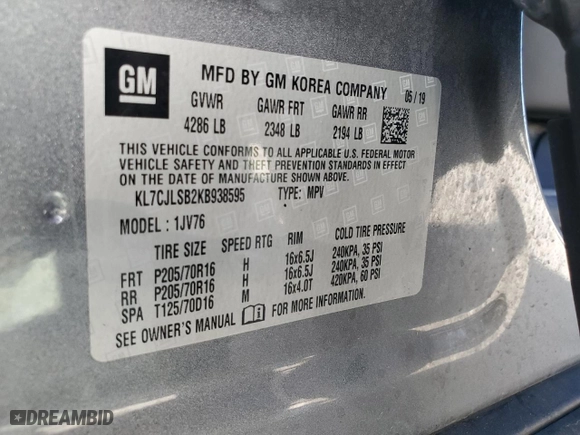 GM
MFD BY GM KOREA COMPANY
05/19
GVWR GAWR FRT GAWR RR
4286 LB 2348 LB 2194 LB
THIS VEHICLE CONFORMS TO ALL APPLICABLE U.S. FEDERAL MOTOR
VEHICLE SAFETY AND THEFT PREVENTION STANDARDS IN EFFECT
ON THE DATE OF MANUFACTURE SHOWN ABOVE.
KL7CJLSB2KB938595 TYPE: MPV
MODEL: 1JV76
TIRE SIZE SPEED RTG RIM COLD TIRE PRESSURE
FRT P205/70R16 H 16x6.5J 240KPA, 35 PSI
RR P205/70R16 H 16x6.5J 240KPA, 35 PSI
SPA T125/70D16 M 16x4.0T 420KPA, 60 PSI
SEE OWNER'S MANUAL FOR MORE INFORMATION.
DREAMBID